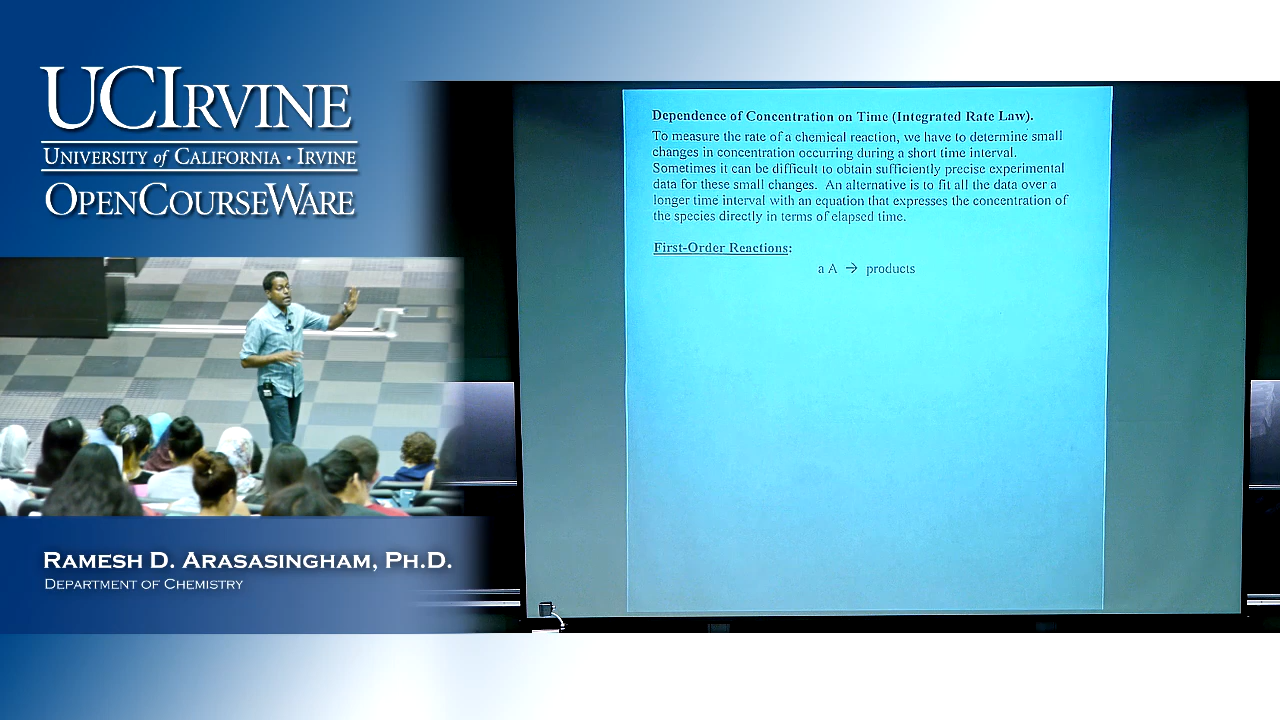 UCIRVINE
UNIVERSITY of CALIFORNIA · IRVINE
OPENCOURSEWARE
RAMESH D. ARASASINGHAM, PH.D.
DEPARTMENT OF CHEMISTRY
Dependence of Concentration on Time (Integrated Rate Law).
To measure the rate of a chemical reaction, we have to determine small
changes in concentration occurring during a short time interval.
Sometimes it can be difficult to obtain sufficiently precise experimental
data for these small changes.  An alternative is to fit all the data over a
longer time interval with an equation that expresses the concentration of
the species directly in terms of elapsed time.
First-Order Reactions:
a A → products